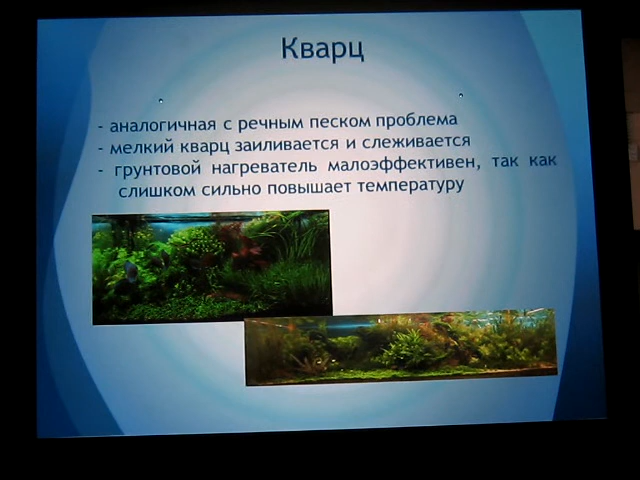 Кварц
- аналогичная с речным песком проблема
- мелкий кварц заиливается и слеживается
- грунтовой нагреватель малоэффективен, так как
слишком сильно повышает температуру